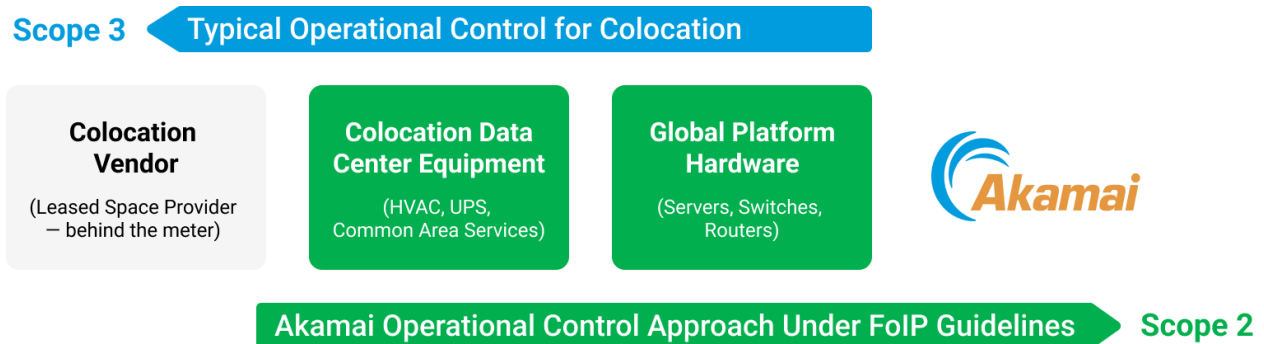 Scope 3
Typical Operational Control for Colocation
Colocation
Vendor
(Leased Space Provider
— behind the meter)
Colocation Data
Center Equipment
(HVAC, UPS,
Common Area Services)
Global Platform
Hardware
(Servers, Switches,
Routers)
Akamai
Akamai Operational Control Approach Under FoIP Guidelines
Scope 2